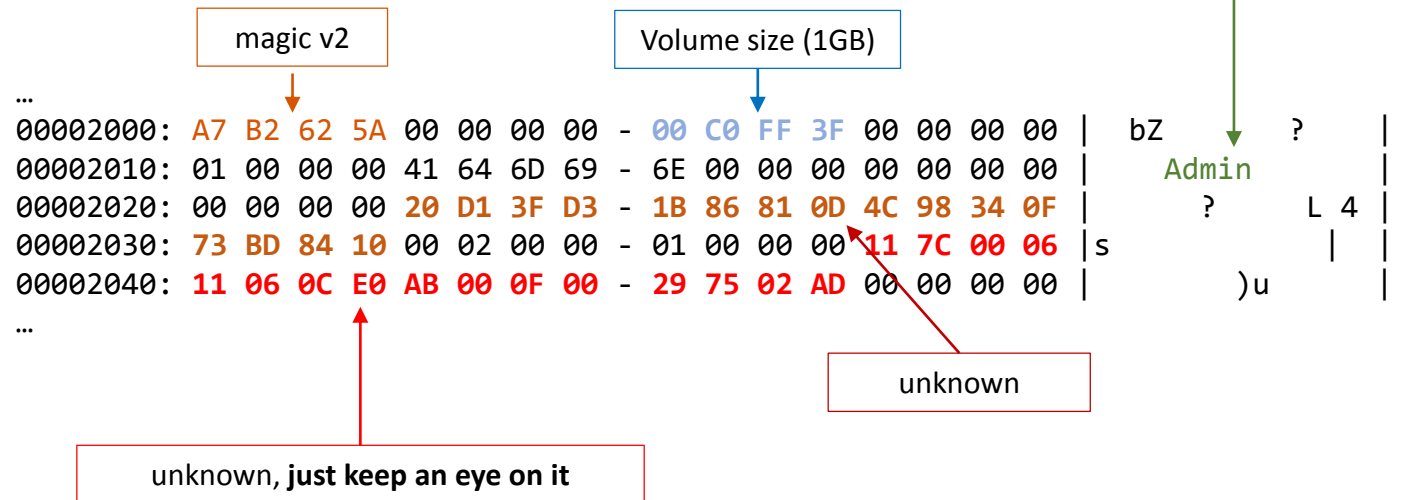 magic v2
Volume size (1GB)
…
00002000: A7 B2 62 5A 00 00 00 00 - 00 C0 FF 3F 00 00 00 00 |  bZ       ?    |
00002010: 01 00 00 00 41 64 6D 69 - 6E 00 00 00 00 00 00 00 |    Admin       |
00002020: 00 00 00 00 20 D1 3F D3 - 1B 86 81 0D 4C 98 34 0F |      ?     L 4 |
00002030: 73 BD 84 10 00 02 00 00 - 01 00 00 00 11 7C 00 06 |s            |  |
00002040: 11 06 0C E0 AB 00 0F 00 - 29 75 02 AD 00 00 00 00 |        )u      |
…
unknown
unknown, just keep an eye on it